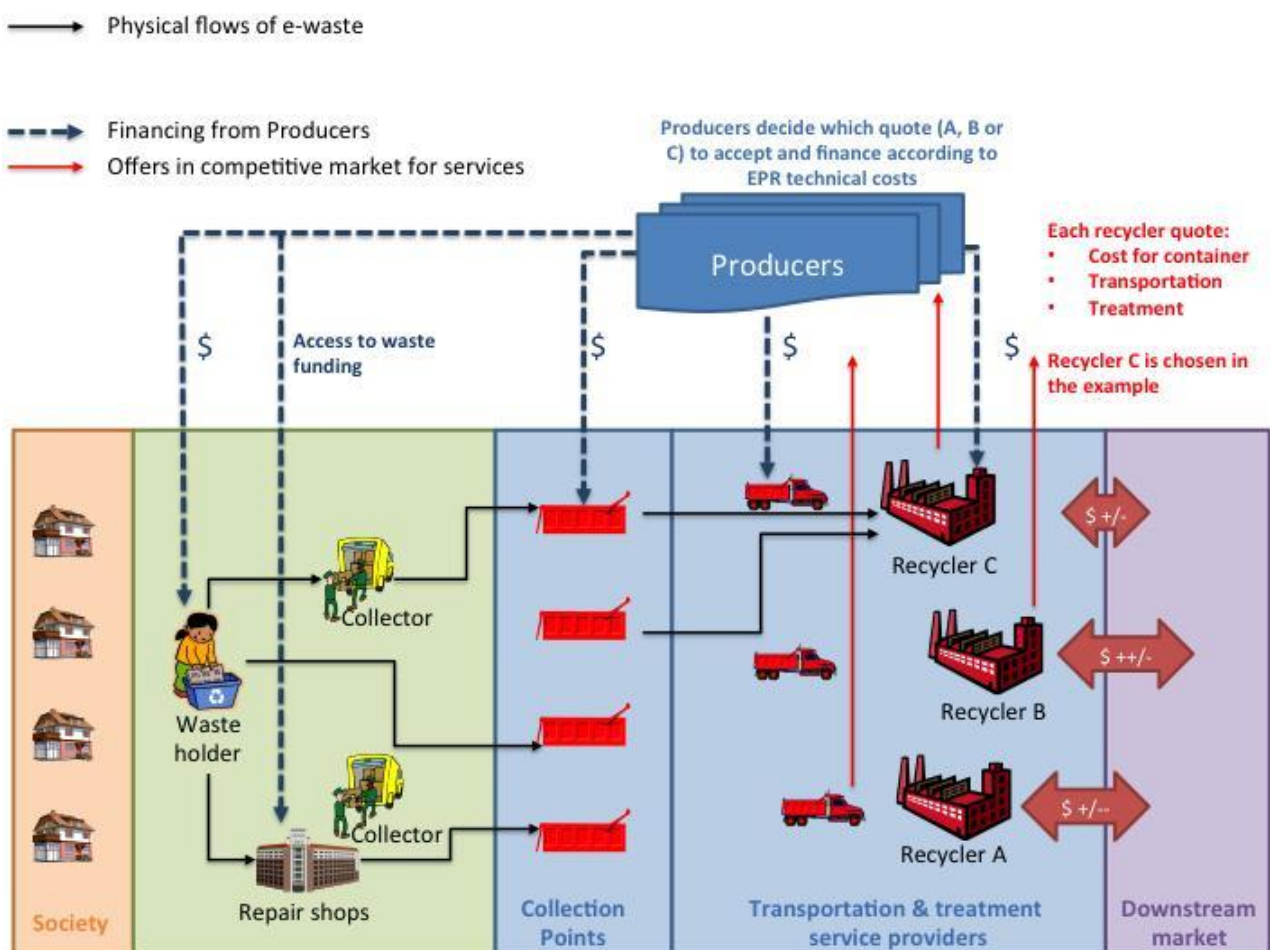 Physical flows of e-waste
Financing from Producers
Offers in competitive market for services
Producers decide which quote (A, B or
C) to accept and finance according to
EPR technical costs
Producers
Each recycler quote:
• Cost for container
• Transportation
• Treatment
Recycler C is chosen in
the example
$
Access to waste
funding
$
$
$
Collector
Waste
holder
Collector
Repair shops
Recycler C
$ +/-
Recycler B
$ ++/-
Recycler A
$ +/--
Society
Collection
Points
Transportation & treatment
service providers
Downstream
market